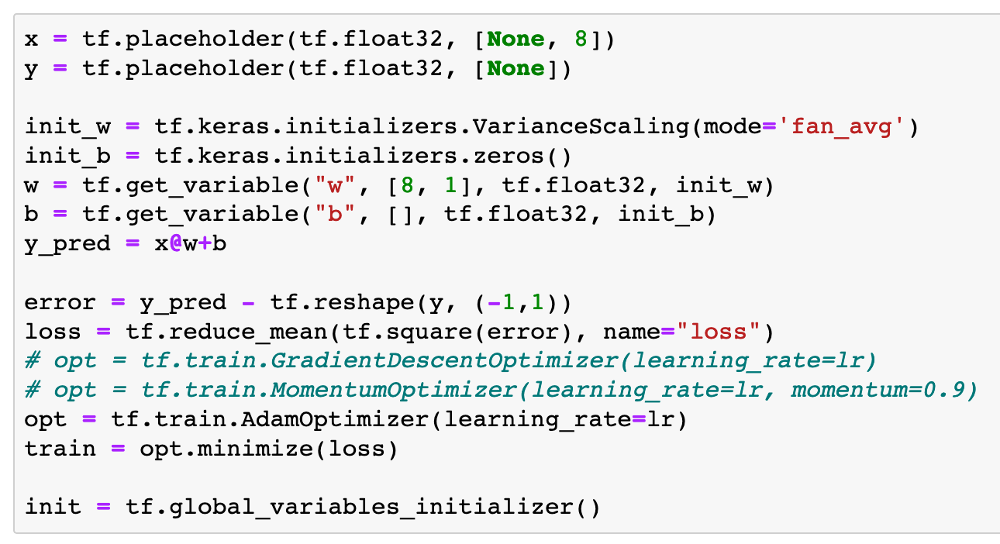 x = tf.placeholder(tf.float32, [None, 8])
y = tf.placeholder(tf.float32, [None])
init_w = tf.keras.initializers.VarianceScaling(mode='fan_avg')
init_b = tf.keras.initializers.zeros()
w = tf.get_variable("w", [8, 1], tf.float32, init_w)
b = tf.get_variable("b", [], tf.float32, init_b)
y_pred = x@w+b
error = y_pred - tf.reshape(y, (-1,1))
loss = tf.reduce_mean(tf.square(error), name="loss")
# opt = tf.train.GradientDescentOptimizer(learning_rate=lr)
# opt = tf.train.MomentumOptimizer(learning_rate=lr, momentum=0.9)
opt = tf.train.AdamOptimizer(learning_rate=lr)
train = opt.minimize(loss)
init = tf.global_variables_initializer()